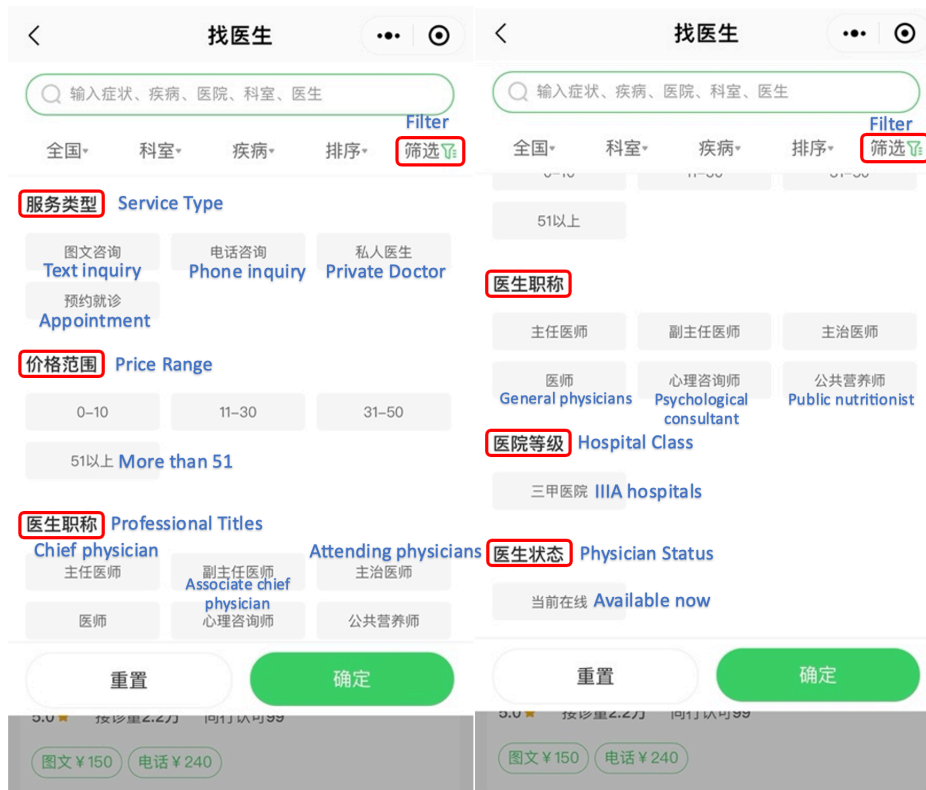 找医生
输入症状、疾病、医院、科室、医生
Filter
全国 科室 疾病 排序 筛选
服务类型 Service Type
图文咨询 电话咨询 私人医生
Text inquiry Phone inquiry Private Doctor
预约就诊
Appointment
价格范围 Price Range
0-10 11-30 31-50
51以上 More than 51
医生职称 Professional Titles
Chief physician Attending physicians
主任医师 副主任医师 主治医师
Associate chief
physician
医师 心理咨询师 公共营养师
重置 确定
5.0 接诊量2.2万 同行认可99
图文¥150 电话¥240
找医生
输入症状、疾病、医院、科室、医生
Filter
全国 科室 疾病 排序 筛选
0-10 11-30 31-50
51以上
医生职称
主任医师 副主任医师 主治医师
医师 心理咨询师 公共营养师
General physicians Psychological Public nutritionist
consultant
医院等级 Hospital Class
三甲医院 IIIA hospitals
医生状态 Physician Status
当前在线 Available now
重置 确定
5.0 接诊量2.2万 同行认可99
图文¥150 电话¥240